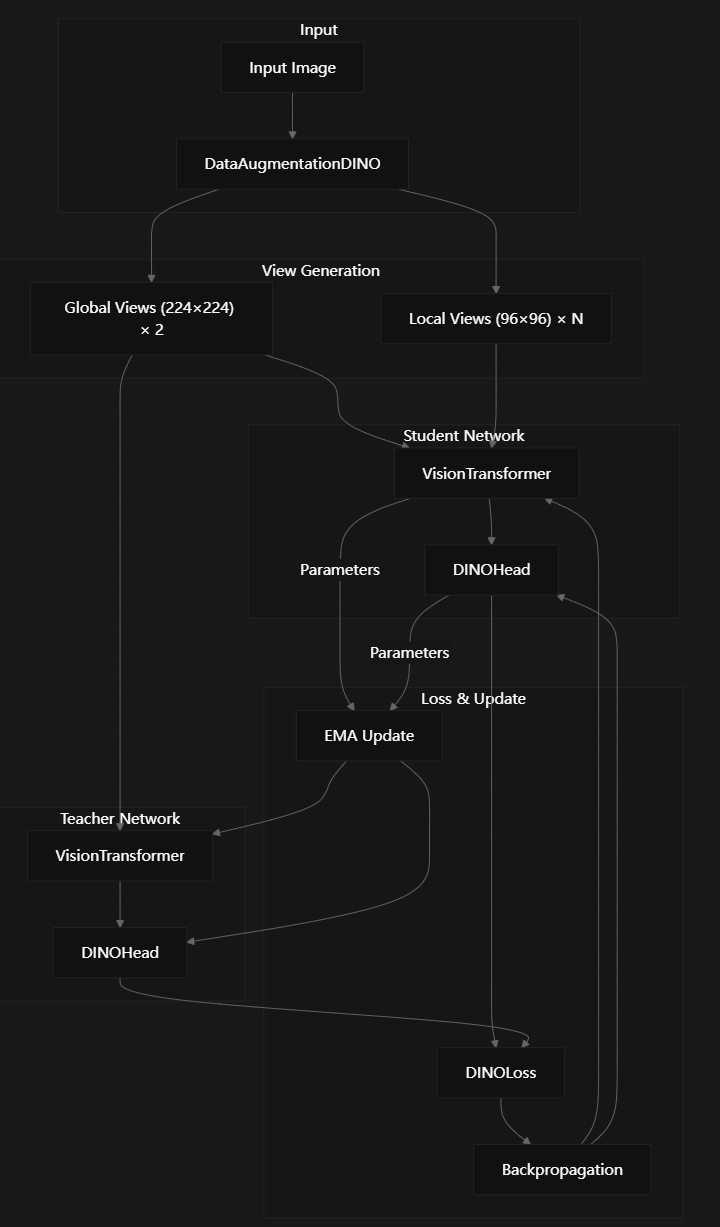 Input
Input Image
DataAugmentationDINO
View Generation
Global Views (224×224)
× 2
Local Views (96×96) × N
Student Network
VisionTransformer
Parameters
DINOHead
Parameters
Loss & Update
EMA Update
Teacher Network
VisionTransformer
DINOHead
DINOLoss
Backpropagation